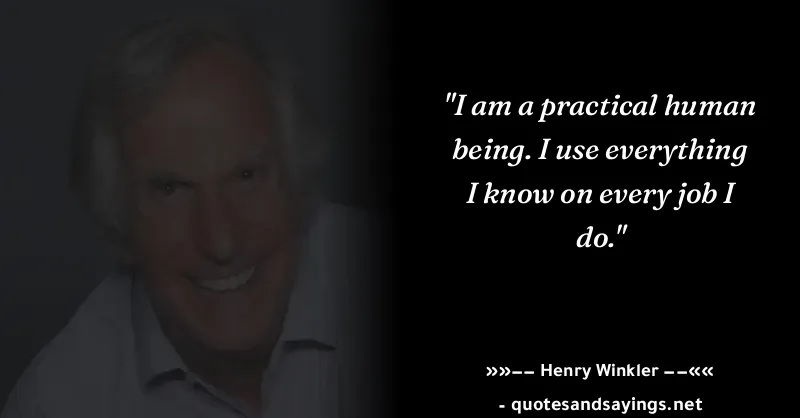 "I am a practical human
being. I use everything
I know on every job I
do."
»»–– Henry Winkler ––««
- quotesandsayings.net